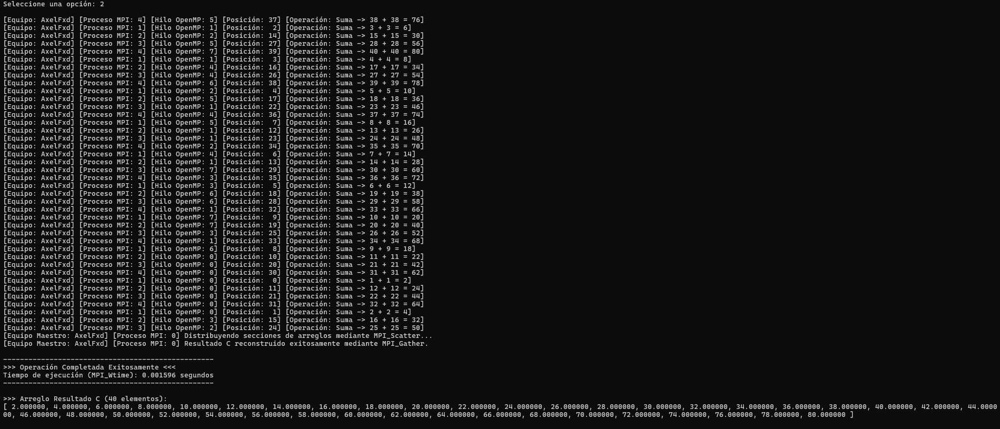 Seleccione una opción: 2
[Equipo: AxelFxd] [Proceso MPI: 4] [Hilo OpenMP: 5] [Posición: 37] [Operación: Suma -> 38 + 38 = 76]
[Equipo: AxelFxd] [Proceso MPI: 1] [Hilo OpenMP: 1] [Posición:  2] [Operación: Suma -> 3 + 3 = 6]
[Equipo: AxelFxd] [Proceso MPI: 2] [Hilo OpenMP: 2] [Posición: 14] [Operación: Suma -> 15 + 15 = 30]
[Equipo: AxelFxd] [Proceso MPI: 3] [Hilo OpenMP: 5] [Posición: 27] [Operación: Suma -> 28 + 28 = 56]
[Equipo: AxelFxd] [Proceso MPI: 4] [Hilo OpenMP: 7] [Posición: 39] [Operación: Suma -> 40 + 40 = 80]
[Equipo: AxelFxd] [Proceso MPI: 1] [Hilo OpenMP: 1] [Posición:  3] [Operación: Suma -> 4 + 4 = 8]
[Equipo: AxelFxd] [Proceso MPI: 2] [Hilo OpenMP: 4] [Posición: 16] [Operación: Suma -> 17 + 17 = 34]
[Equipo: AxelFxd] [Proceso MPI: 3] [Hilo OpenMP: 4] [Posición: 26] [Operación: Suma -> 27 + 27 = 54]
[Equipo: AxelFxd] [Proceso MPI: 4] [Hilo OpenMP: 6] [Posición: 38] [Operación: Suma -> 39 + 39 = 78]
[Equipo: AxelFxd] [Proceso MPI: 1] [Hilo OpenMP: 2] [Posición:  4] [Operación: Suma -> 5 + 5 = 10]
[Equipo: AxelFxd] [Proceso MPI: 2] [Hilo OpenMP: 5] [Posición: 17] [Operación: Suma -> 18 + 18 = 36]
[Equipo: AxelFxd] [Proceso MPI: 3] [Hilo OpenMP: 1] [Posición: 22] [Operación: Suma -> 23 + 23 = 46]
[Equipo: AxelFxd] [Proceso MPI: 4] [Hilo OpenMP: 4] [Posición: 36] [Operación: Suma -> 37 + 37 = 74]
[Equipo: AxelFxd] [Proceso MPI: 1] [Hilo OpenMP: 5] [Posición:  7] [Operación: Suma -> 8 + 8 = 16]
[Equipo: AxelFxd] [Proceso MPI: 2] [Hilo OpenMP: 1] [Posición: 12] [Operación: Suma -> 13 + 13 = 26]
[Equipo: AxelFxd] [Proceso MPI: 3] [Hilo OpenMP: 1] [Posición: 23] [Operación: Suma -> 24 + 24 = 48]
[Equipo: AxelFxd] [Proceso MPI: 4] [Hilo OpenMP: 2] [Posición: 34] [Operación: Suma -> 35 + 35 = 70]
[Equipo: AxelFxd] [Proceso MPI: 1] [Hilo OpenMP: 4] [Posición:  6] [Operación: Suma -> 7 + 7 = 14]
[Equipo: AxelFxd] [Proceso MPI: 2] [Hilo OpenMP: 1] [Posición: 13] [Operación: Suma -> 14 + 14 = 28]
[Equipo: AxelFxd] [Proceso MPI: 3] [Hilo OpenMP: 7] [Posición: 29] [Operación: Suma -> 30 + 30 = 60]
[Equipo: AxelFxd] [Proceso MPI: 4] [Hilo OpenMP: 3] [Posición: 35] [Operación: Suma -> 36 + 36 = 72]
[Equipo: AxelFxd] [Proceso MPI: 1] [Hilo OpenMP: 3] [Posición:  5] [Operación: Suma -> 6 + 6 = 12]
[Equipo: AxelFxd] [Proceso MPI: 2] [Hilo OpenMP: 6] [Posición: 18] [Operación: Suma -> 19 + 19 = 38]
[Equipo: AxelFxd] [Proceso MPI: 3] [Hilo OpenMP: 6] [Posición: 28] [Operación: Suma -> 29 + 29 = 58]
[Equipo: AxelFxd] [Proceso MPI: 4] [Hilo OpenMP: 1] [Posición: 32] [Operación: Suma -> 33 + 33 = 66]
[Equipo: AxelFxd] [Proceso MPI: 1] [Hilo OpenMP: 7] [Posición:  9] [Operación: Suma -> 10 + 10 = 20]
[Equipo: AxelFxd] [Proceso MPI: 2] [Hilo OpenMP: 7] [Posición: 19] [Operación: Suma -> 20 + 20 = 40]
[Equipo: AxelFxd] [Proceso MPI: 3] [Hilo OpenMP: 3] [Posición: 25] [Operación: Suma -> 26 + 26 = 52]
[Equipo: AxelFxd] [Proceso MPI: 4] [Hilo OpenMP: 1] [Posición: 33] [Operación: Suma -> 34 + 34 = 68]
[Equipo: AxelFxd] [Proceso MPI: 1] [Hilo OpenMP: 6] [Posición:  8] [Operación: Suma -> 9 + 9 = 18]
[Equipo: AxelFxd] [Proceso MPI: 2] [Hilo OpenMP: 0] [Posición: 10] [Operación: Suma -> 11 + 11 = 22]
[Equipo: AxelFxd] [Proceso MPI: 3] [Hilo OpenMP: 0] [Posición: 20] [Operación: Suma -> 21 + 21 = 42]
[Equipo: AxelFxd] [Proceso MPI: 4] [Hilo OpenMP: 0] [Posición: 30] [Operación: Suma -> 31 + 31 = 62]
[Equipo: AxelFxd] [Proceso MPI: 1] [Hilo OpenMP: 0] [Posición:  0] [Operación: Suma -> 1 + 1 = 2]
[Equipo: AxelFxd] [Proceso MPI: 2] [Hilo OpenMP: 0] [Posición: 11] [Operación: Suma -> 12 + 12 = 24]
[Equipo: AxelFxd] [Proceso MPI: 3] [Hilo OpenMP: 0] [Posición: 21] [Operación: Suma -> 22 + 22 = 44]
[Equipo: AxelFxd] [Proceso MPI: 4] [Hilo OpenMP: 0] [Posición: 31] [Operación: Suma -> 32 + 32 = 64]
[Equipo: AxelFxd] [Proceso MPI: 1] [Hilo OpenMP: 0] [Posición:  1] [Operación: Suma -> 2 + 2 = 4]
[Equipo: AxelFxd] [Proceso MPI: 2] [Hilo OpenMP: 3] [Posición: 15] [Operación: Suma -> 16 + 16 = 32]
[Equipo: AxelFxd] [Proceso MPI: 3] [Hilo OpenMP: 2] [Posición: 24] [Operación: Suma -> 25 + 25 = 50]
[Equipo Maestro: AxelFxd] [Proceso MPI: 0] Distribuyendo secciones de arreglos mediante MPI_Scatter...
[Equipo Maestro: AxelFxd] [Proceso MPI: 0] Resultado C reconstruido exitosamente mediante MPI_Gather.
--------------------------------------------------
>>> Operación Completada Exitosamente <<<
Tiempo de ejecución (MPI_Wtime): 0.001596 segundos
--------------------------------------------------
>>> Arreglo Resultado C (40 elementos):
[ 2.000000, 4.000000, 6.000000, 8.000000, 10.000000, 12.000000, 14.000000, 16.000000, 18.000000, 20.000000, 22.000000, 24.000000, 26.000000, 28.000000, 30.000000, 32.000000, 34.000000, 36.000000, 38.000000, 40.000000, 42.000000, 44.0000
00, 46.000000, 48.000000, 50.000000, 52.000000, 54.000000, 56.000000, 58.000000, 60.000000, 62.000000, 64.000000, 66.000000, 68.000000, 70.000000, 72.000000, 74.000000, 76.000000, 78.000000, 80.000000 ]